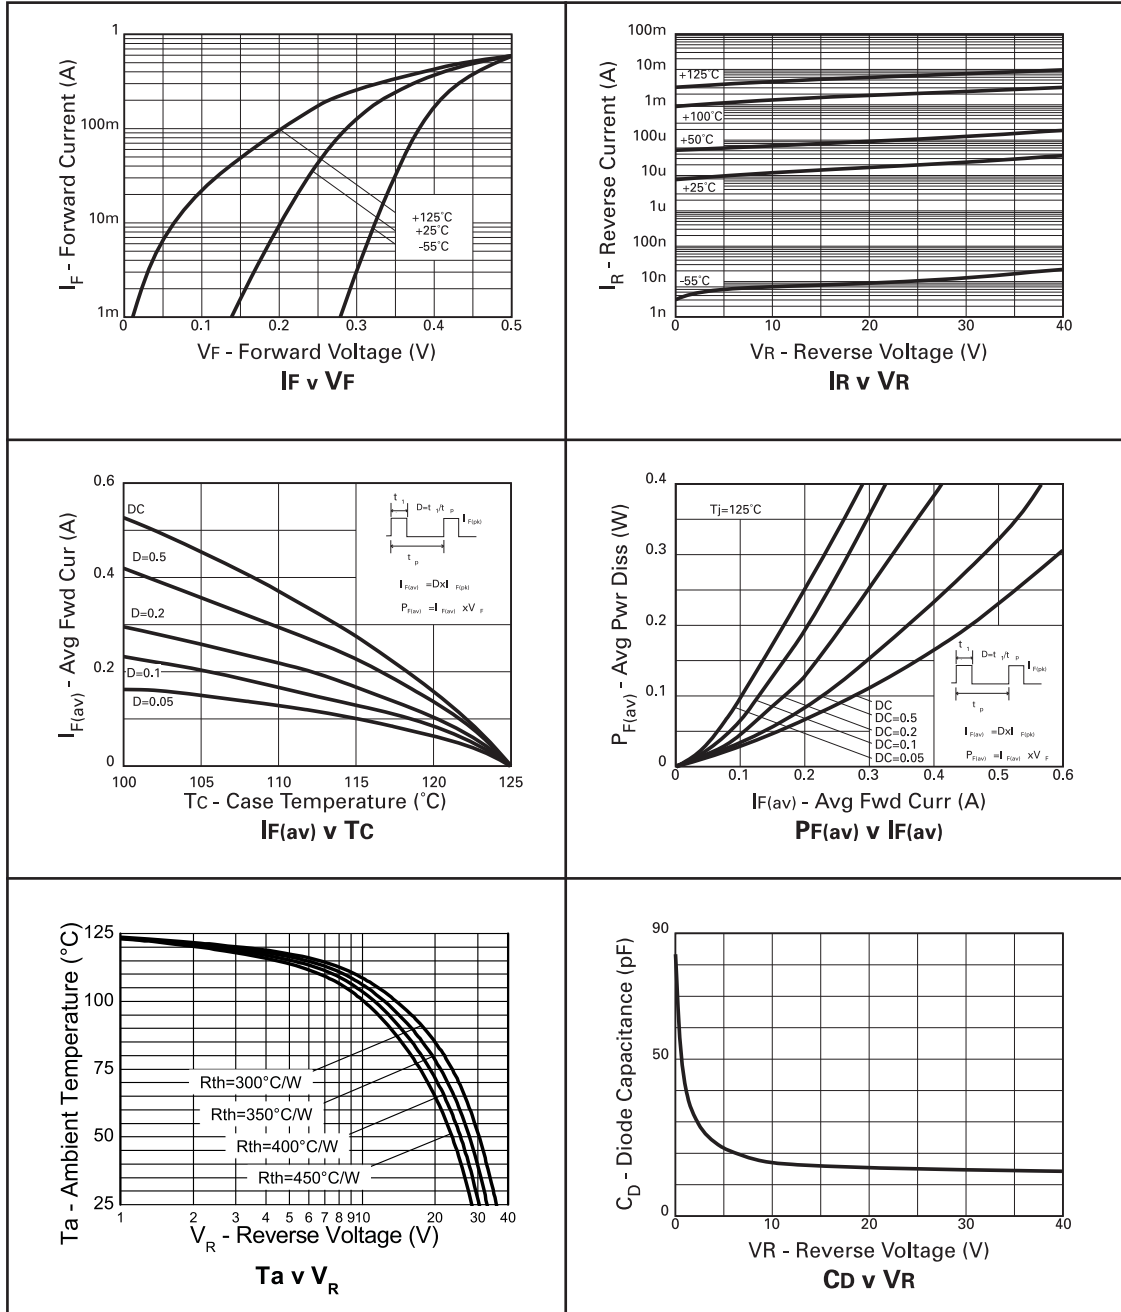 1
100m
10m
1m
0
0.1
0.2
0.3
0.4
0.5
I_F - Forward Current (A)
+125°C
+25°C
-55°C
VF - Forward Voltage (V)
IF v VF
100m
10m
1m
100u
10u
1u
100n
10n
1n
0
10
20
30
40
I_R - Reverse Current (A)
+125°C
+100°C
+50°C
+25°C
-55°C
VR - Reverse Voltage (V)
IR v VR
0.6
0.4
0.2
0
100
105
110
115
120
125
I_F(av) - Avg Fwd Cur (A)
DC
D=0.5
D=0.2
D=0.1
D=0.05
t_1
D=t_1/t_p
I_F(pk)
t_p
I_F(av) =DxI_F(pk)
P_F(av) =I_F(av) xV_F
TC - Case Temperature (°C)
IF(av) v TC
0.4
0.3
0.2
0.1
0
0
0.1
0.2
0.3
0.4
0.5
0.6
P_F(av) - Avg Pwr Diss (W)
Tj=125°C
DC
DC=0.5
DC=0.2
DC=0.1
DC=0.05
t_1
D=t_1/t_p
I_F(pk)
t_p
I_F(av) =DxI_F(pk)
P_F(av) =I_F(av) xV_F
IF(av) - Avg Fwd Curr (A)
PF(av) v IF(av)
125
100
75
50
25
1
2
3
4
5
6
7
8
9
10
20
30
40
Ta - Ambient Temperature (°C)
Rth=300°C/W
Rth=350°C/W
Rth=400°C/W
Rth=450°C/W
V_R - Reverse Voltage (V)
Ta v V_R
90
50
0
0
10
20
30
40
C_D - Diode Capacitance (pF)
VR - Reverse Voltage (V)
CD v VR